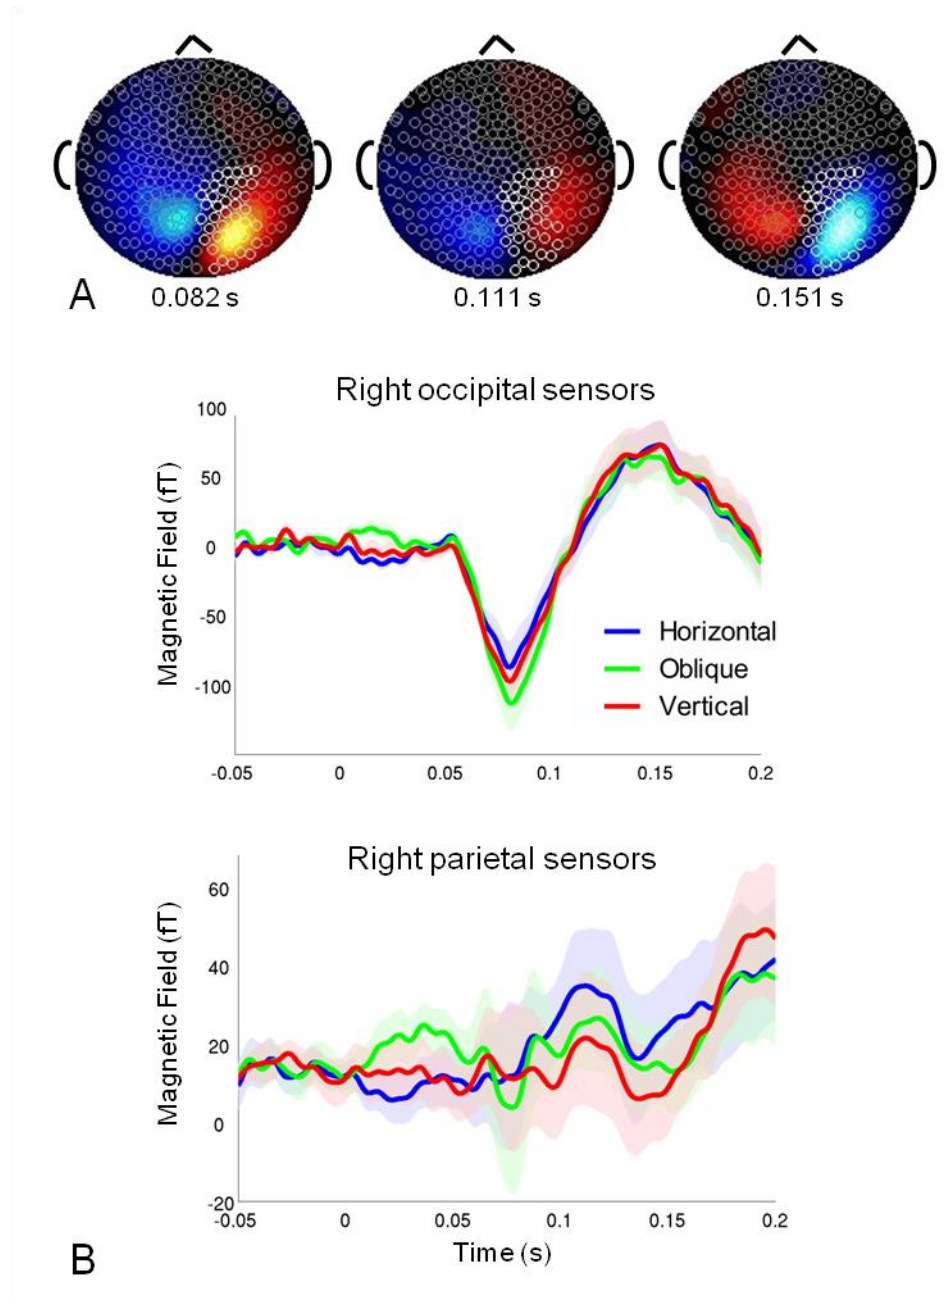 A
0.082 s 0.111 s 0.151 s
Right occipital sensors
Magnetic Field (fT)
100
50
0
-50
-100
Horizontal
Oblique
Vertical
-0.05 0 0.05 0.1 0.15 0.2
Right parietal sensors
Magnetic Field (fT)
60
40
20
0
-20
-0.05 0 0.05 0.1 0.15 0.2
Time (s)
B